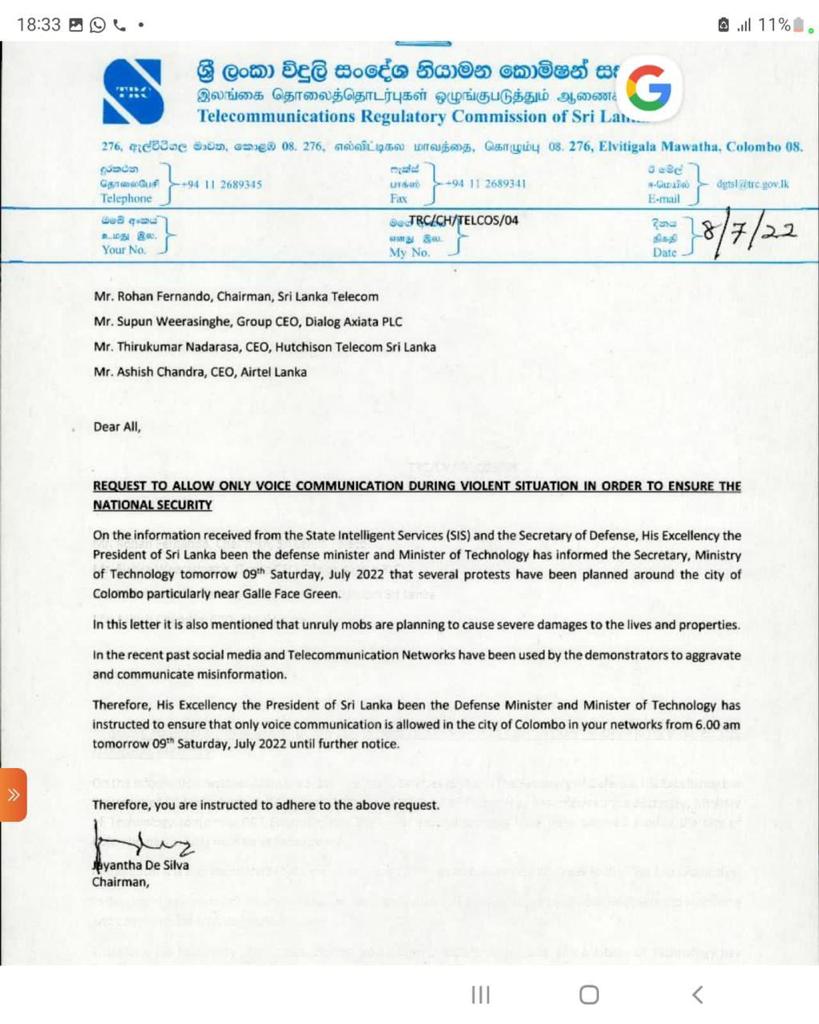 18:33
11%
TRC
ශ්‍රී ලංකා විදුලි සංදේශ නියාමන කොමිෂන්
இலங்கை தொலைத்தொடர்புகள் ஒழுங்குபடுத்தும்
Telecommunications Regulatory Commission of Sri
276, ඇල්විටිගල මාවත, කොළඹ 08. 276, எல்விட்டிகல மாவத்தை, கொழும்பு 08. 276, Elvitigala Mawatha, Colombo 08.
දුරකථන
தொலைபேசி
Telephone
+94 11 2689345
ෆැක්ස්
பாக்ஸ்
Fax
+94 11 2689341
ඊ මේල්
ஈ-மெயில்
E-mail
dgtsl@trc.gov.lk
ඔබේ අංකය
உமது இல.
Your No.
මගේ
எனது இல.
My No.
TRC/CH/TELCOS/04
දිනය
திகதி
Date
8/7/22
Mr. Rohan Fernando, Chairman, Sri Lanka Telecom
Mr. Supun Weerasinghe, Group CEO, Dialog Axiata PLC
Mr. Thirukumar Nadarasa, CEO, Hutchison Telecom Sri Lanka
Mr. Ashish Chandra, CEO, Airtel Lanka
Dear All,
REQUEST TO ALLOW ONLY VOICE COMMUNICATION DURING VIOLENT SITUATION IN ORDER TO ENSURE THE
NATIONAL SECURITY
On the information received from the State Intelligent Services (SIS) and the Secretary of Defense, His Excellency the
President of Sri Lanka been the defense minister and Minister of Technology has informed the Secretary, Ministry
of Technology tomorrow 09th Saturday, July 2022 that several protests have been planned around the city of
Colombo particularly near Galle Face Green.
In this letter it is also mentioned that unruly mobs are planning to cause severe damages to the lives and properties.
In the recent past social media and Telecommunication Networks have been used by the demonstrators to aggravate
and communicate misinformation.
Therefore, His Excellency the President of Sri Lanka been the Defense Minister and Minister of Technology has
instructed to ensure that only voice communication is allowed in the city of Colombo in your networks from 6.00 am
tomorrow 09th Saturday, July 2022 until further notice.
Therefore, you are instructed to adhere to the above request.
Jayantha De Silva
Chairman,